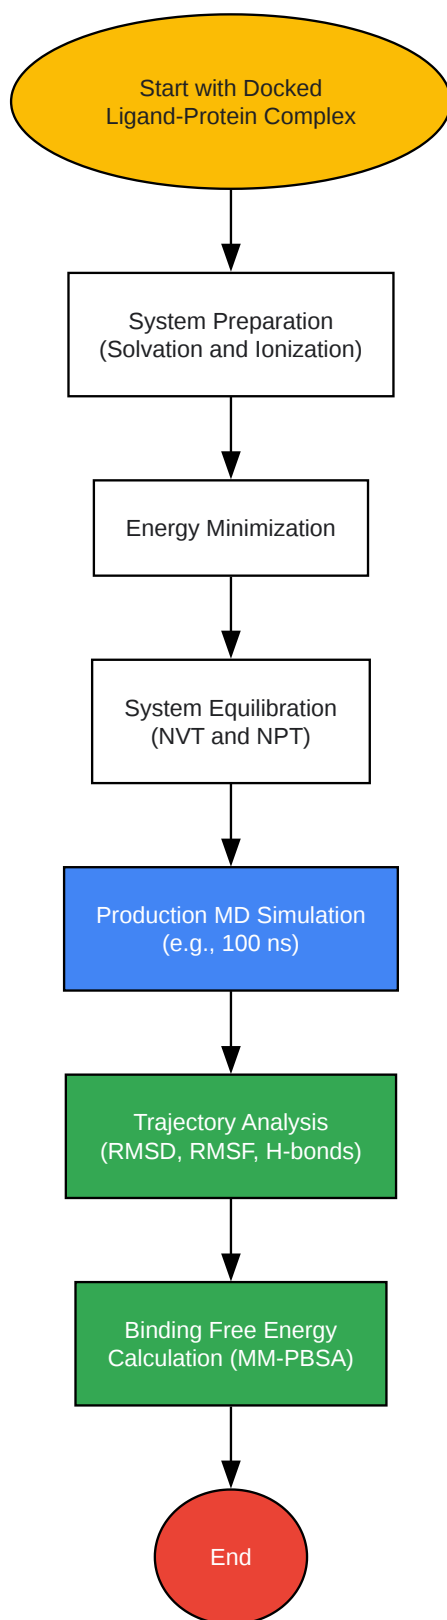 Start with Docked
Ligand-Protein Complex
System Preparation
(Solvation and Ionization)
Energy Minimization
System Equilibration
(NVT and NPT)
Production MD Simulation
(e.g., 100 ns)
Trajectory Analysis
(RMSD, RMSF, H-bonds)
Binding Free Energy
Calculation (MM-PBSA)
End